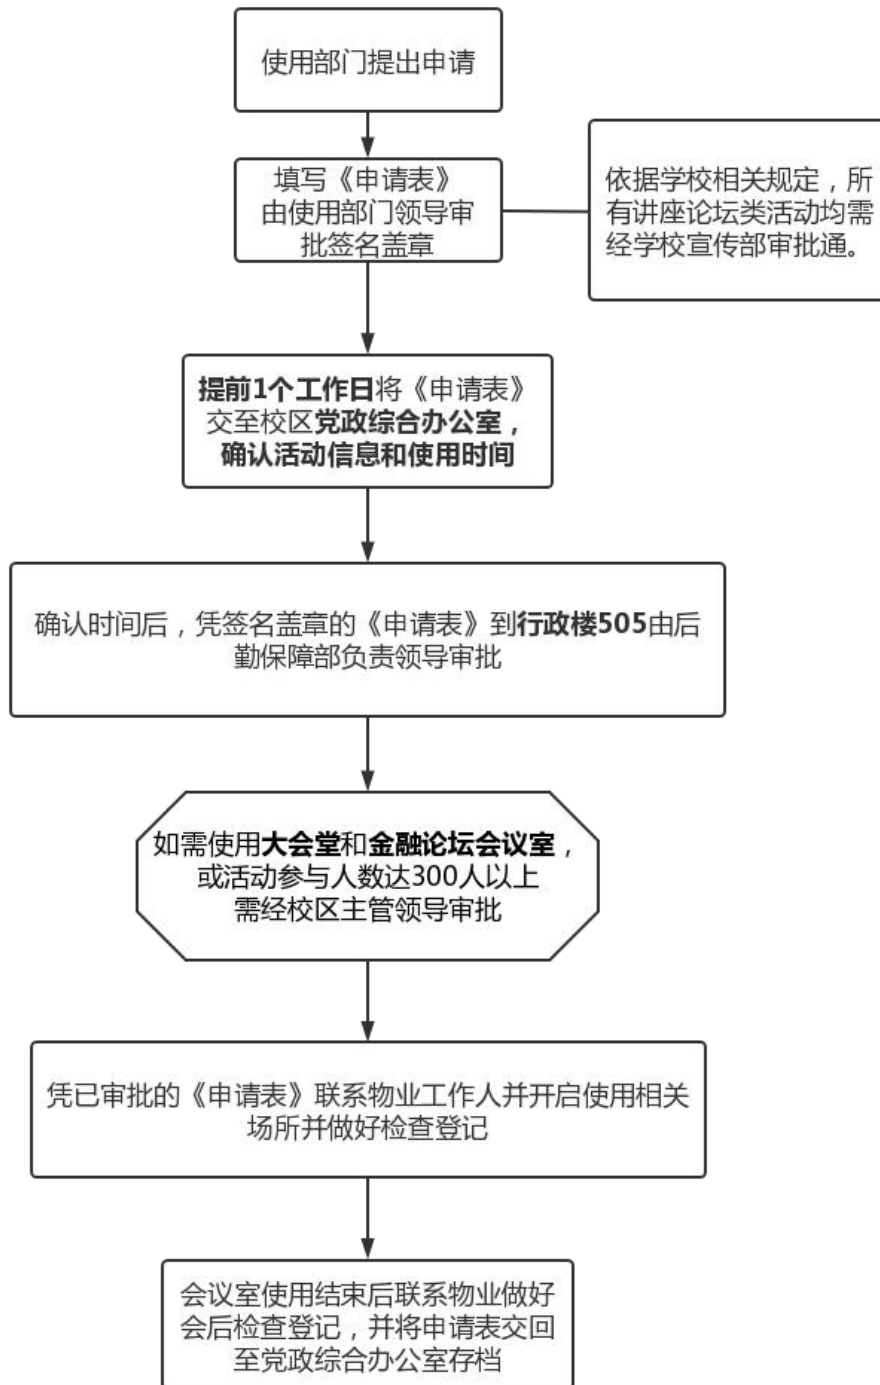 使用部门提出申请
填写《申请表》
由使用部门领导审
批签名盖章
依据学校相关规定，所
有讲座论坛类活动均需
经学校宣传部审批通。
提前1个工作日将《申请表》
交至校区党政综合办公室，
确认活动信息和使用时间
确认时间后，凭签名盖章的《申请表》到行政楼505由后
勤保障部负责领导审批
如需使用大会堂和金融论坛会议室，
或活动参与人数达300人以上
需经校区主管领导审批
凭已审批的《申请表》联系物业工作人并开启使用相关
场所并做好检查登记
会议室使用结束后联系物业做好
会后检查登记，并将申请表交回
至党政综合办公室存档